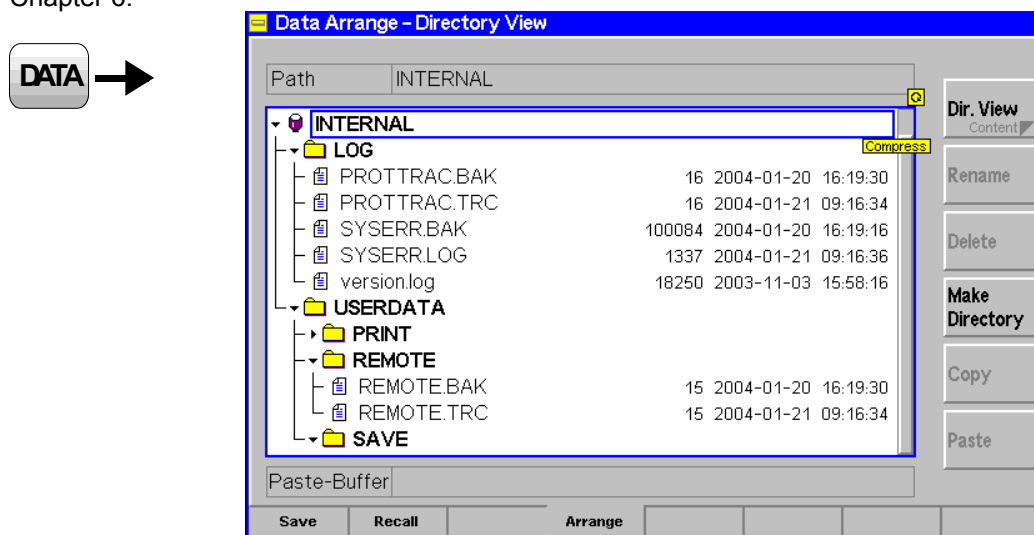 Data Arrange – Directory View
DATA
Path INTERNAL
INTERNAL
Compress
LOG
PROTTRAC.BAK 16 2004-01-20 16:19:30
PROTTRAC.TRC 16 2004-01-21 09:16:34
SYSERR.BAK 100084 2004-01-20 16:19:16
SYSERR.LOG 1337 2004-01-21 09:16:36
version.log 18250 2003-11-03 15:58:16
USERDATA
PRINT
REMOTE
REMOTE.BAK 15 2004-01-20 16:19:30
REMOTE.TRC 15 2004-01-21 09:16:34
SAVE
Paste-Buffer
Dir. View
Content
Rename
Delete
Make
Directory
Copy
Paste
Save Recall Arrange